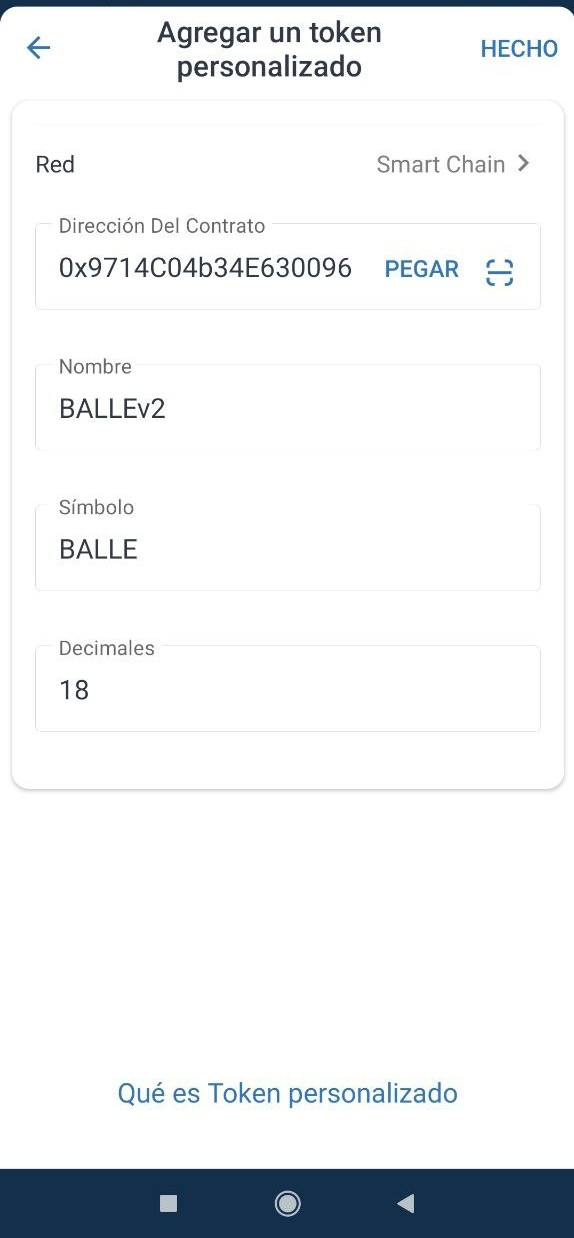 Agregar un token
personalizado
HECHO
Red
Smart Chain
Dirección Del Contrato
0x9714C04b34E630096
PEGAR
Nombre
BALLEv2
Símbolo
BALLE
Decimales
18
Qué es Token personalizado